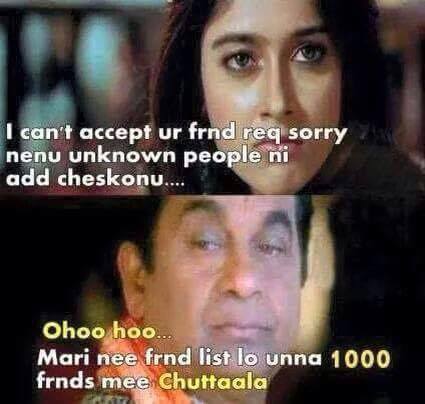 I can't accept ur frnd req sorry
nenu unknown people ni
add cheskonu....
Ohoo hoo...
Mari nee frnd list lo unna 1000
frnds mee Chuttaala